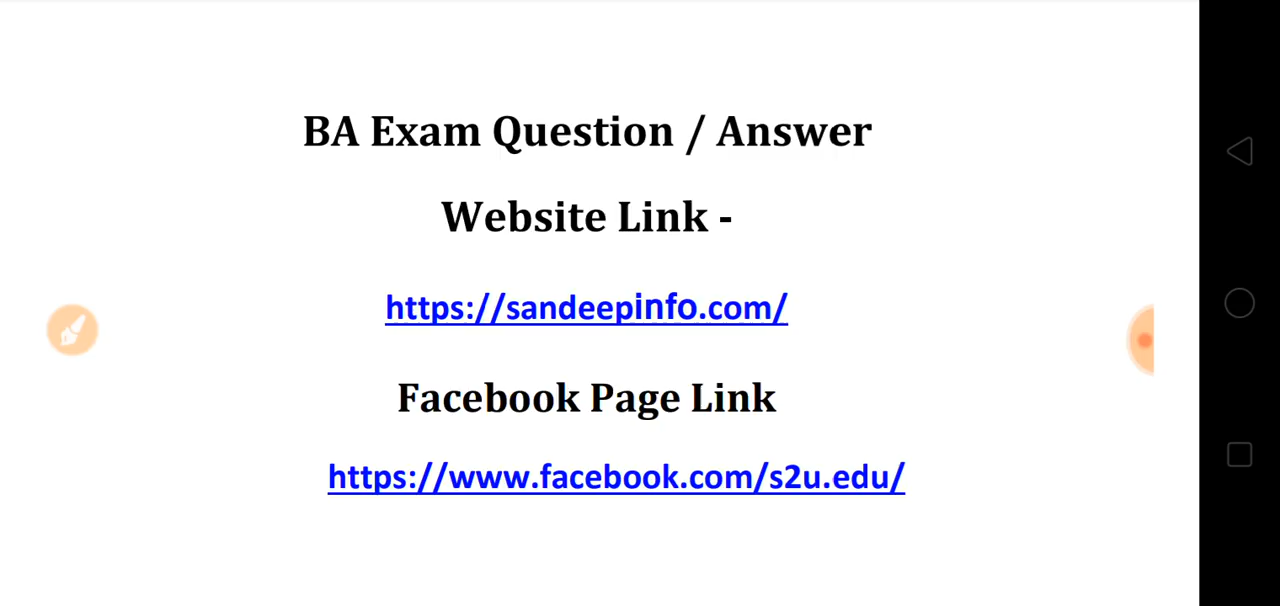 BA Exam Question / Answer
Website Link -
https://sandeepinfo.com/
Facebook Page Link
https://www.facebook.com/s2u.edu/